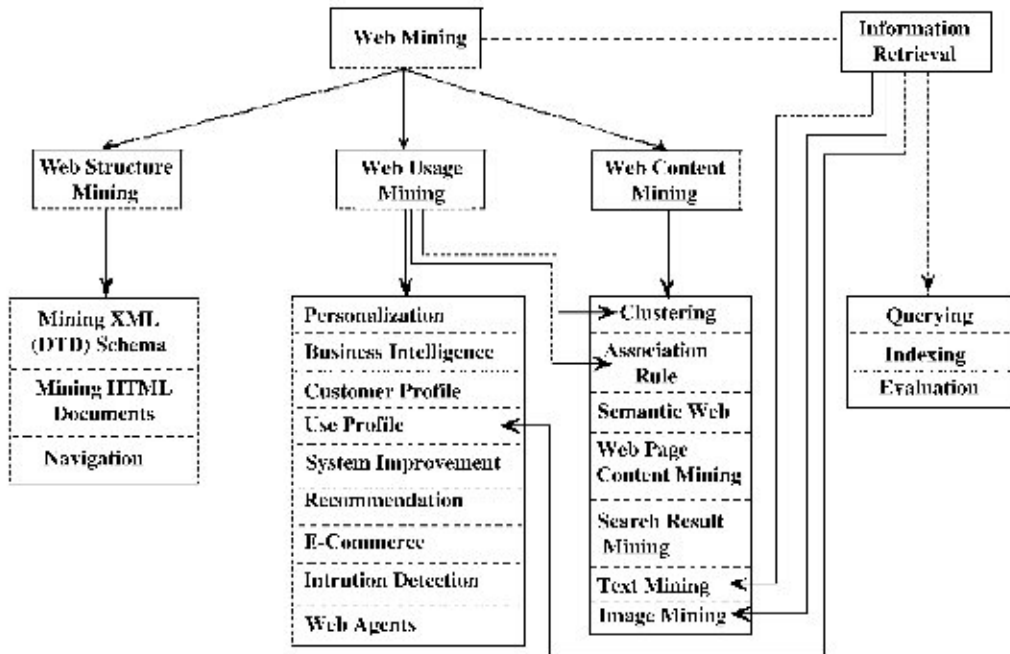 Web Mining
Information
Retrieval
Web Structure
Mining
Web Usage
Mining
Web Content
Mining
Mining XML
(DTD) Schema
Mining HTML
Documents
Navigation
Personalization
Business Intelligence
Customer Profile
Use Profile
System Improvement
Recommendation
E-Commerce
Intrution Detection
Web Agents
Clustering
Association
Rule
Semantic Web
Web Page
Content Mining
Search Result
Mining
Text Mining
Image Mining
Querying
Indexing
Evaluation